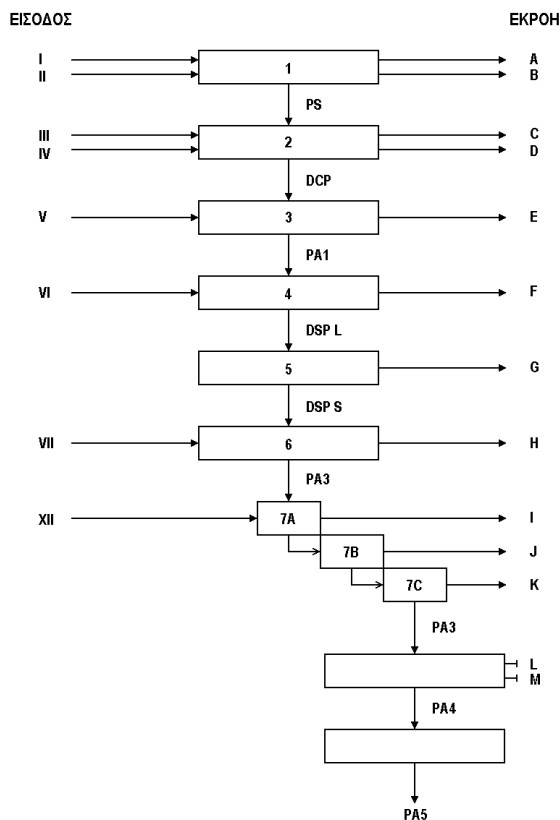 ΕΙΣΟΔΟΣ ΕΚΡΟΗ
I 1 A
II B
PS
III 2 C
IV D
DCP
V 3 E
PA1
VI 4 F
DSP L
5 G
DSP S
VII 6 H
PA3
XII 7A I
7B J
7C K
PA3
L
M
PA4
PA5